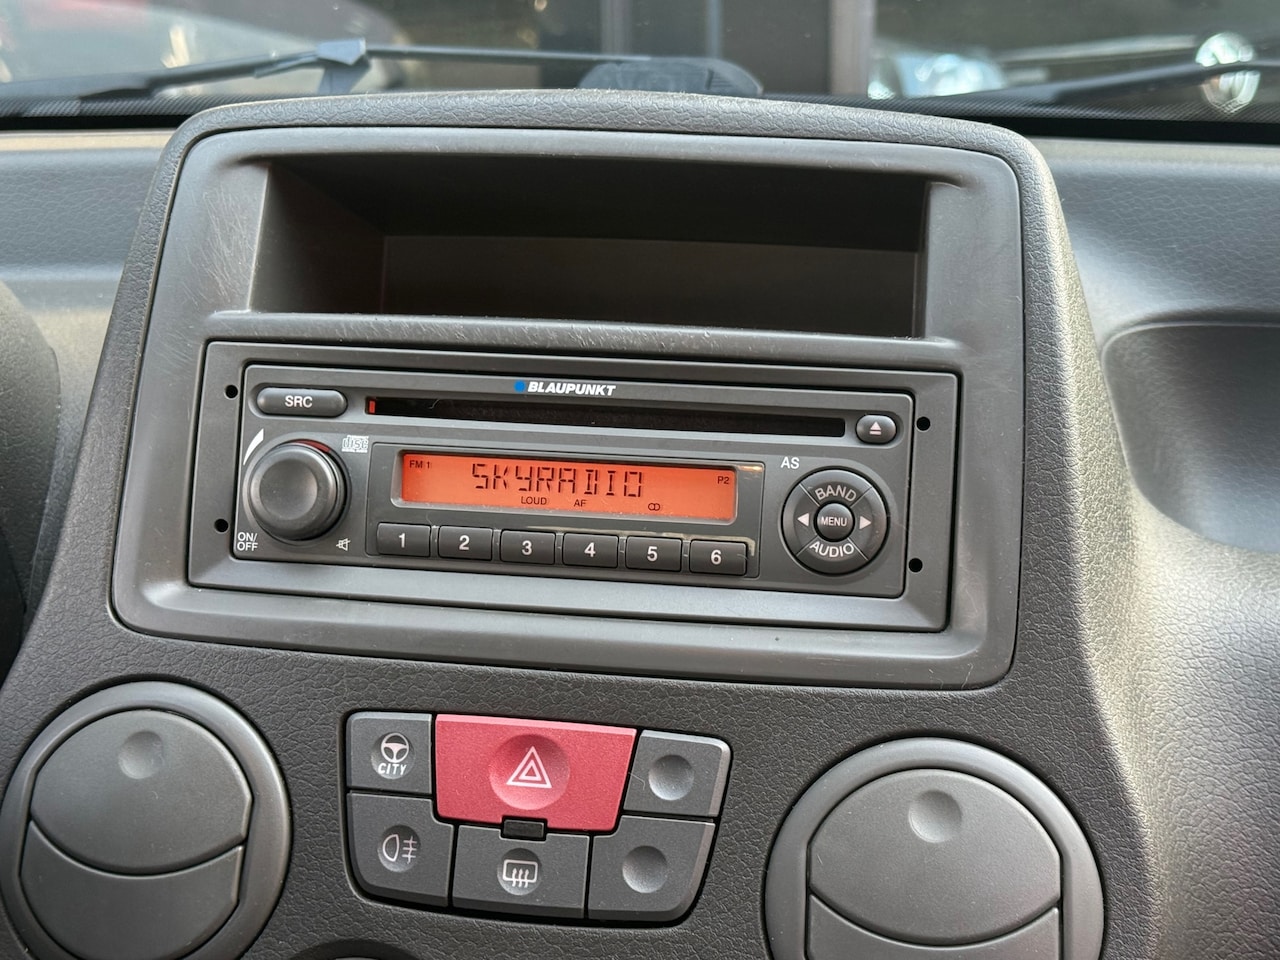 BLAUPUNKT
SRC
disc
AS
FM 1
SKYRADIO
P2
LOUD AF
BAND
MENU
AUDIO
ON/
OFF
1 2 3 4 5 6
CITY